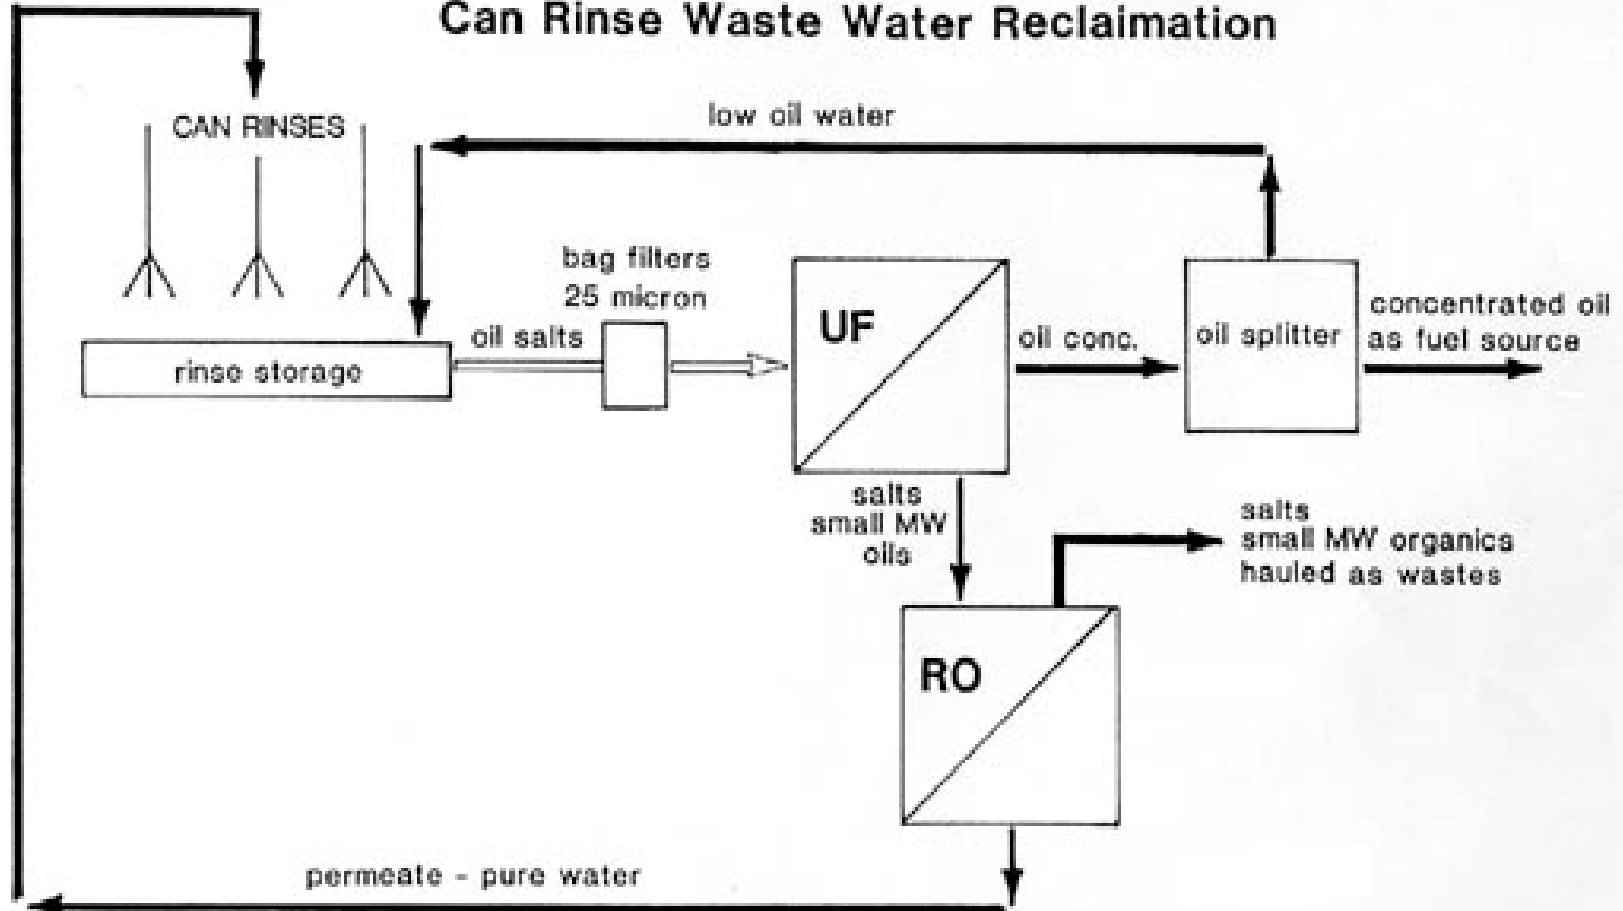 Can Rinse Waste Water Reclaimation
CAN RINSES
low oil water
bag filters
25 micron
oil salts
rinse storage
UF
oil conc.
oil splitter
concentrated oil
as fuel source
salts
small MW
oils
salts
small MW organics
hauled as wastes
RO
permeate - pure water